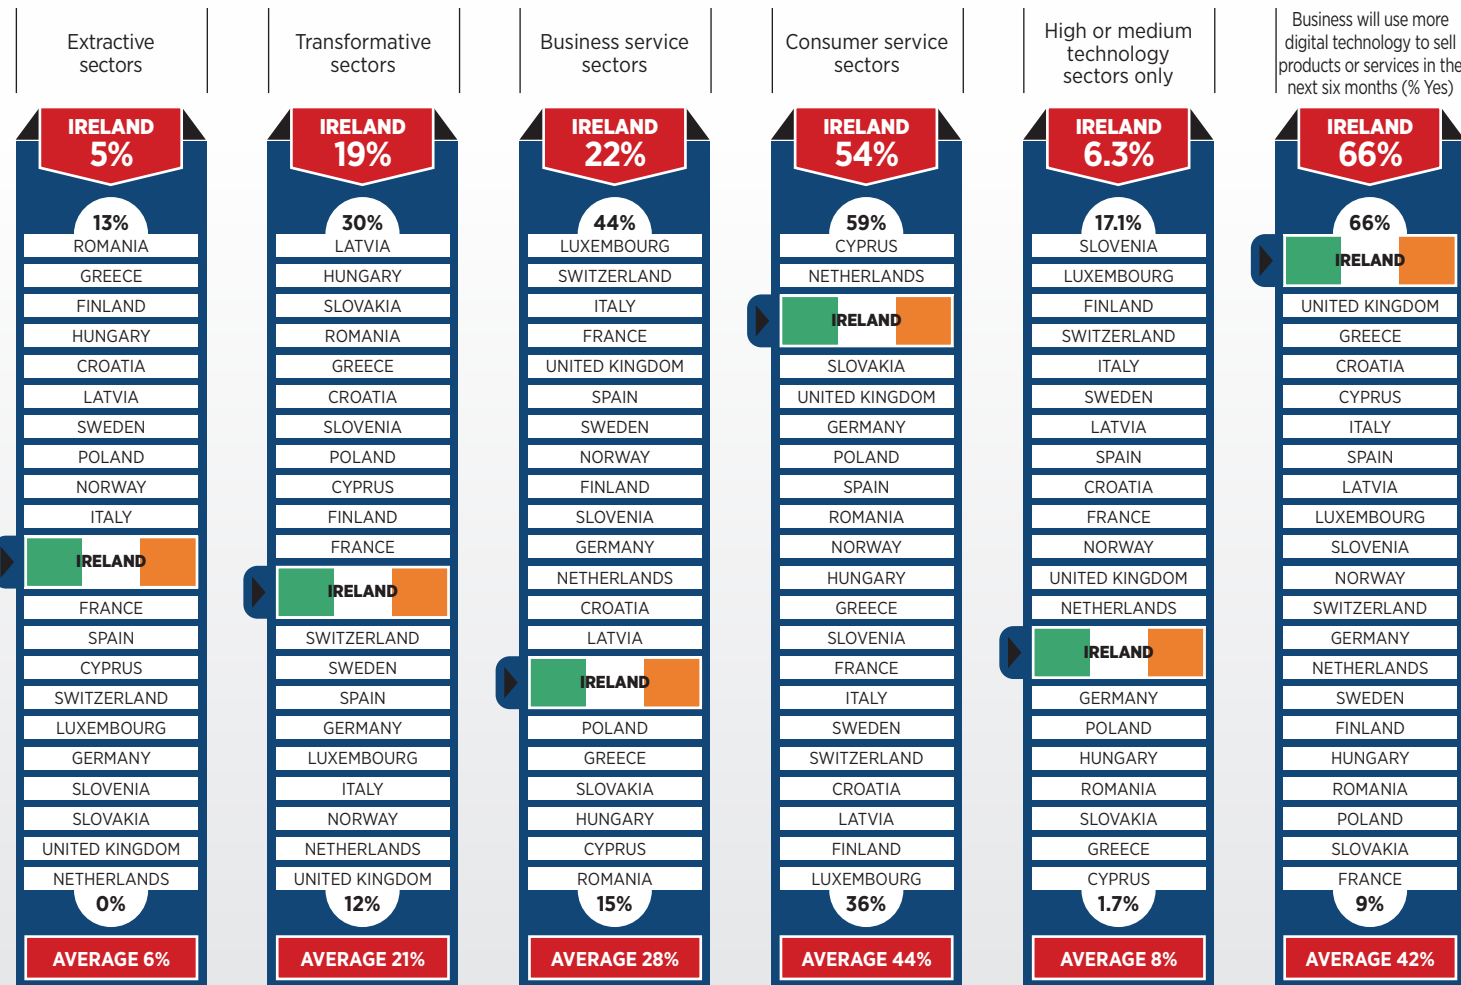 Extractive
sectors
IRELAND
5%
13%
ROMANIA
GREECE
FINLAND
HUNGARY
CROATIA
LATVIA
SWEDEN
POLAND
NORWAY
ITALY
IRELAND
FRANCE
SPAIN
CYPRUS
SWITZERLAND
LUXEMBOURG
GERMANY
SLOVENIA
SLOVAKIA
UNITED KINGDOM
NETHERLANDS
0%
AVERAGE 6%
Transformative
sectors
IRELAND
19%
30%
LATVIA
HUNGARY
SLOVAKIA
ROMANIA
GREECE
CROATIA
SLOVENIA
POLAND
CYPRUS
FINLAND
FRANCE
IRELAND
SWITZERLAND
SWEDEN
SPAIN
GERMANY
LUXEMBOURG
ITALY
NORWAY
NETHERLANDS
UNITED KINGDOM
12%
AVERAGE 21%
Business service
sectors
IRELAND
22%
44%
LUXEMBOURG
SWITZERLAND
ITALY
FRANCE
UNITED KINGDOM
SPAIN
SWEDEN
NORWAY
FINLAND
SLOVENIA
GERMANY
NETHERLANDS
CROATIA
LATVIA
IRELAND
POLAND
GREECE
SLOVAKIA
HUNGARY
CYPRUS
ROMANIA
15%
AVERAGE 28%
Consumer service
sectors
IRELAND
54%
59%
CYPRUS
NETHERLANDS
IRELAND
SLOVAKIA
UNITED KINGDOM
GERMANY
POLAND
SPAIN
ROMANIA
NORWAY
HUNGARY
GREECE
SLOVENIA
FRANCE
ITALY
SWEDEN
SWITZERLAND
CROATIA
LATVIA
FINLAND
LUXEMBOURG
36%
AVERAGE 44%
High or medium
technology
sectors only
IRELAND
6.3%
17.1%
SLOVENIA
LUXEMBOURG
FINLAND
SWITZERLAND
ITALY
SWEDEN
LATVIA
SPAIN
CROATIA
FRANCE
NORWAY
UNITED KINGDOM
NETHERLANDS
IRELAND
GERMANY
POLAND
HUNGARY
ROMANIA
SLOVAKIA
GREECE
CYPRUS
1.7%
AVERAGE 8%
Business will use more
digital technology to sell
products or services in the
next six months (% Yes)
IRELAND
66%
66%
IRELAND
UNITED KINGDOM
GREECE
CROATIA
CYPRUS
ITALY
SPAIN
LATVIA
LUXEMBOURG
SLOVENIA
NORWAY
SWITZERLAND
GERMANY
NETHERLANDS
SWEDEN
FINLAND
HUNGARY
ROMANIA
POLAND
SLOVAKIA
FRANCE
9%
AVERAGE 42%